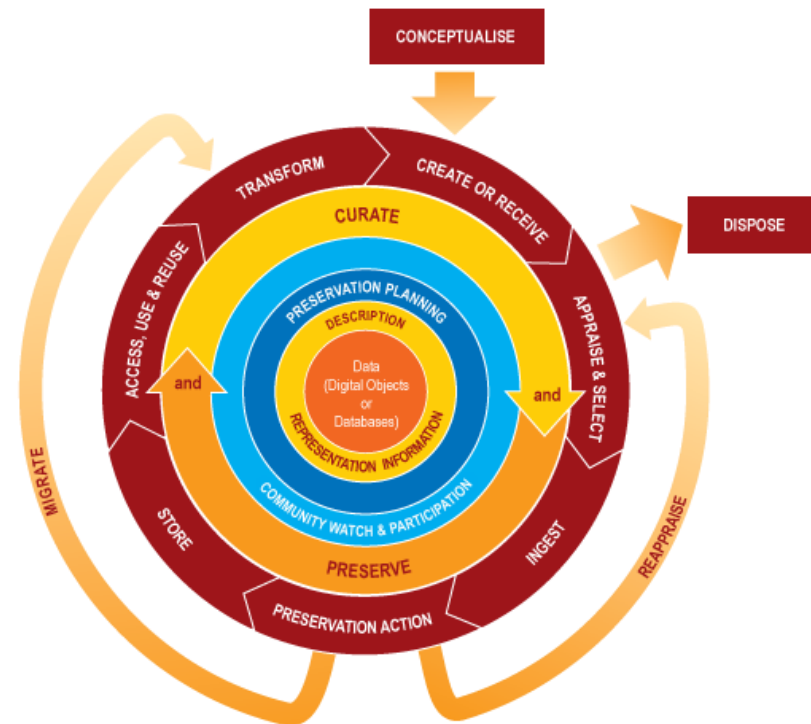 CONCEPTUALISE
DISPOSE
TRANSFORM
CREATE OR RECEIVE
APPRAISE & SELECT
INGEST
PRESERVATION ACTION
STORE
ACCESS, USE & REUSE
MIGRATE
REAPPRAISE
CURATE
and
PRESERVE
and
COMMUNITY WATCH & PARTICIPATION
PRESERVATION PLANNING
DESCRIPTION
REPRESENTATION INFORMATION
Data
(Digital Objects
or
Databases)